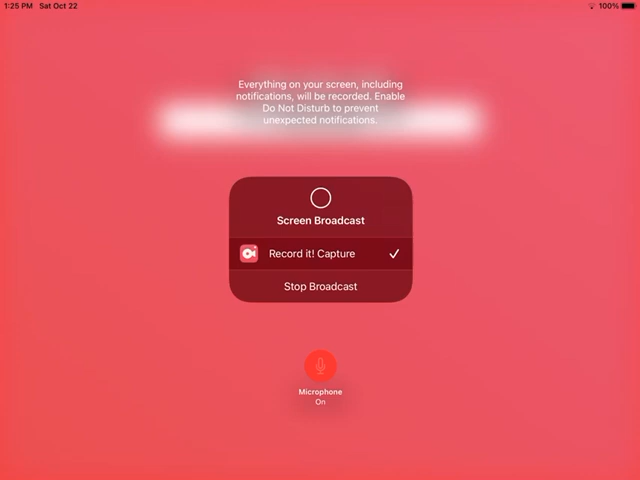 1:25 PM Sat Oct 22
100%
Everything on your screen, including
notifications, will be recorded. Enable
Do Not Disturb to prevent
unexpected notifications.
Screen Broadcast
Record it! Capture
Stop Broadcast
Microphone
On